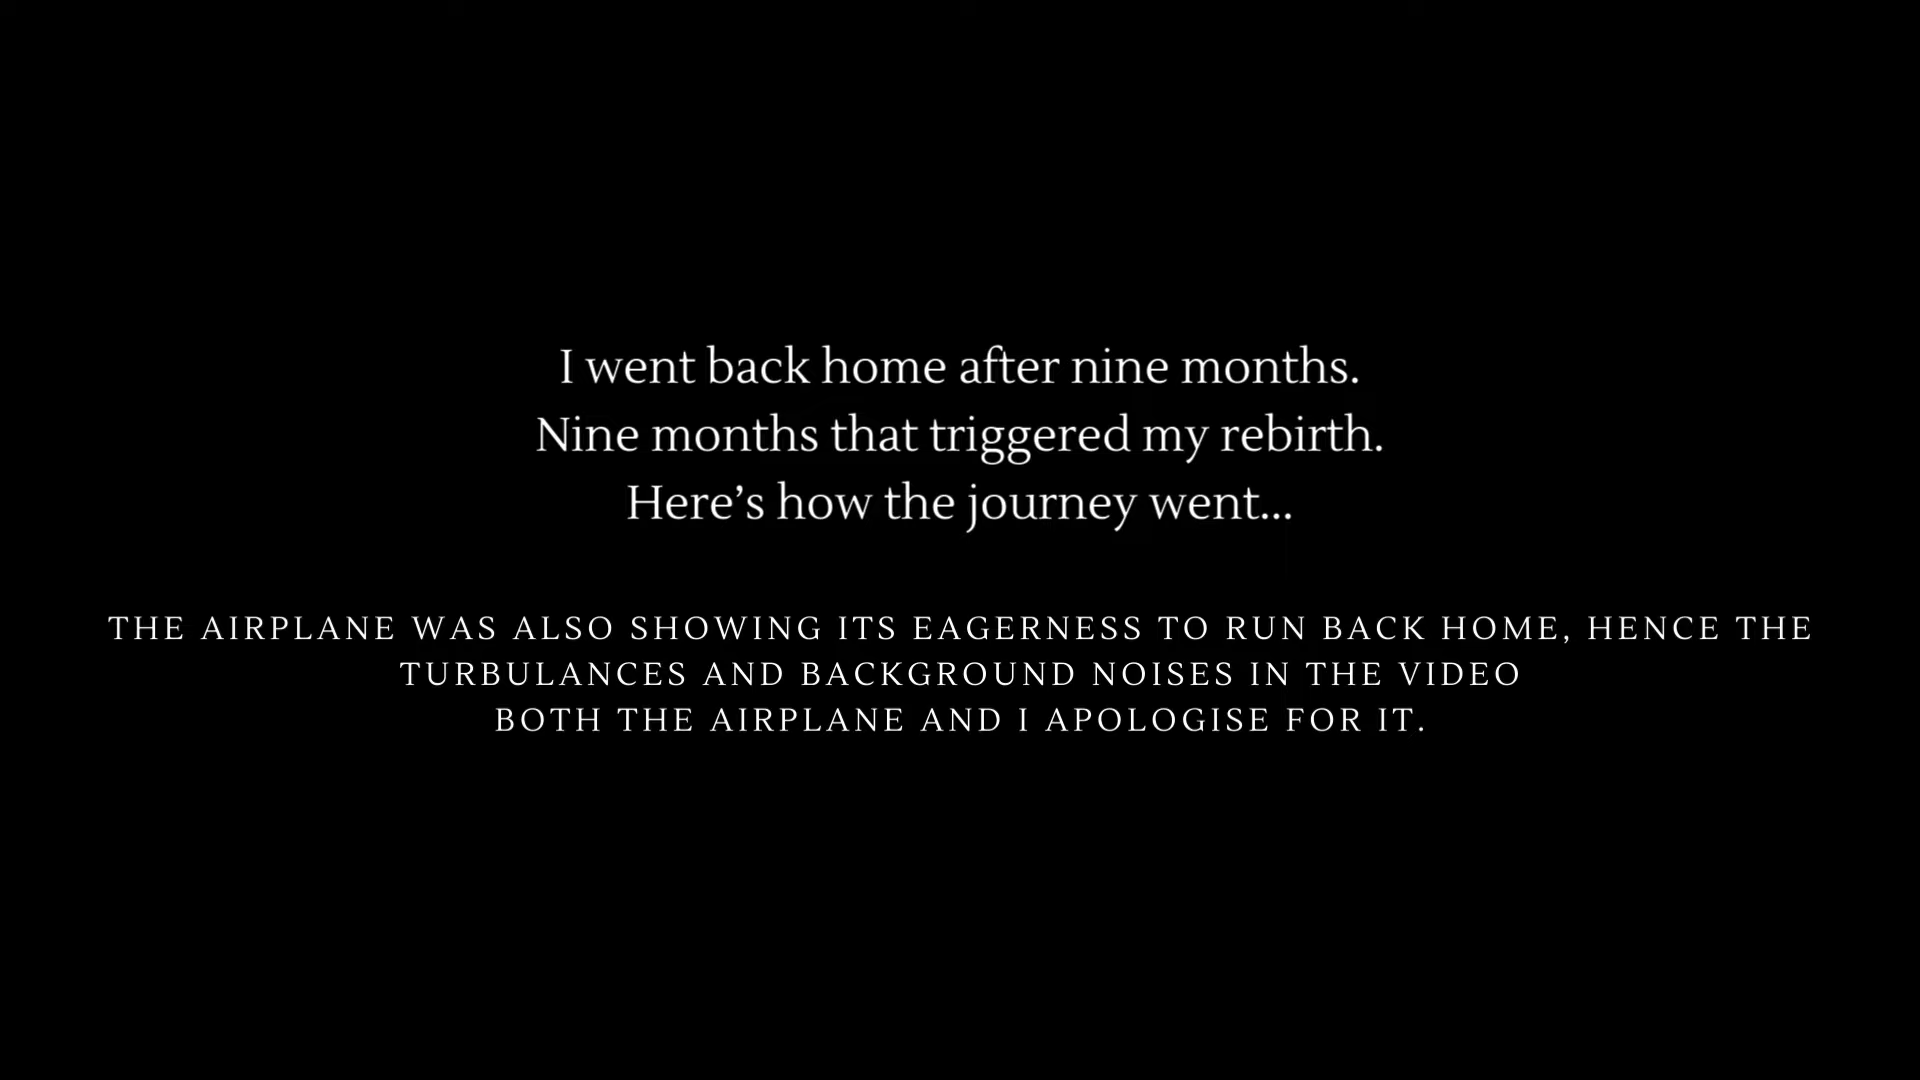 I went back home after nine months.
Nine months that triggered my rebirth.
Here’s how the journey went...
THE AIRPLANE WAS ALSO SHOWING ITS EAGERNESS TO RUN BACK HOME, HENCE THE
TURBULANCES AND BACKGROUND NOISES IN THE VIDEO
BOTH THE AIRPLANE AND I APOLOGISE FOR IT.